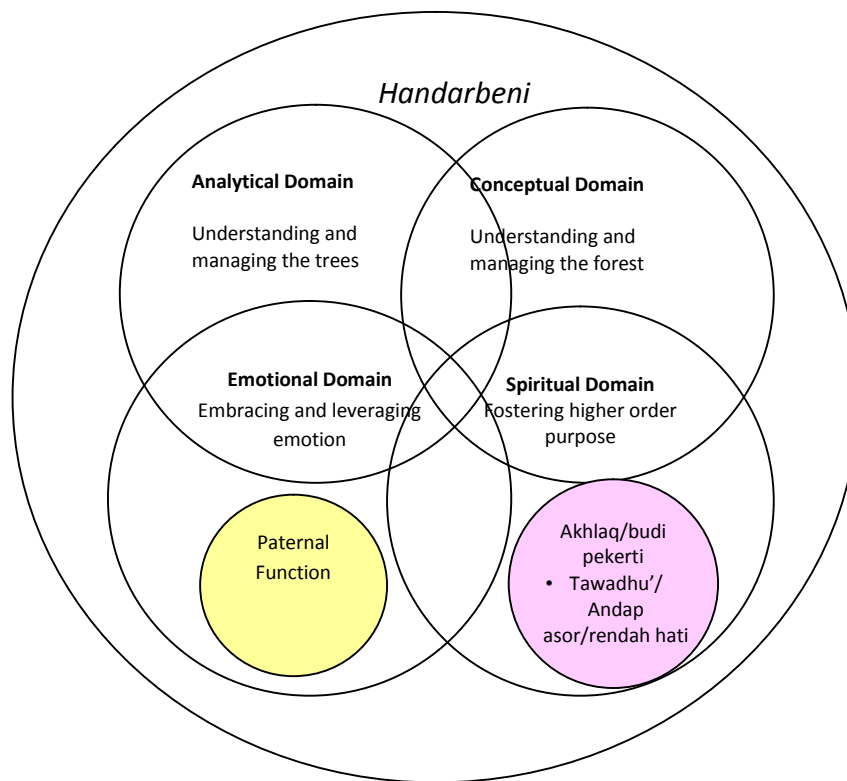 Handarbeni
Analytical Domain
Understanding and
managing the trees
Conceptual Domain
Understanding and
managing the forest
Emotional Domain
Embracing and leveraging
emotion
Spiritual Domain
Fostering higher order
purpose
Paternal
Function
Akhlaq/budi
pekerti
• Tawadhu’/
Andap
asor/rendah hati